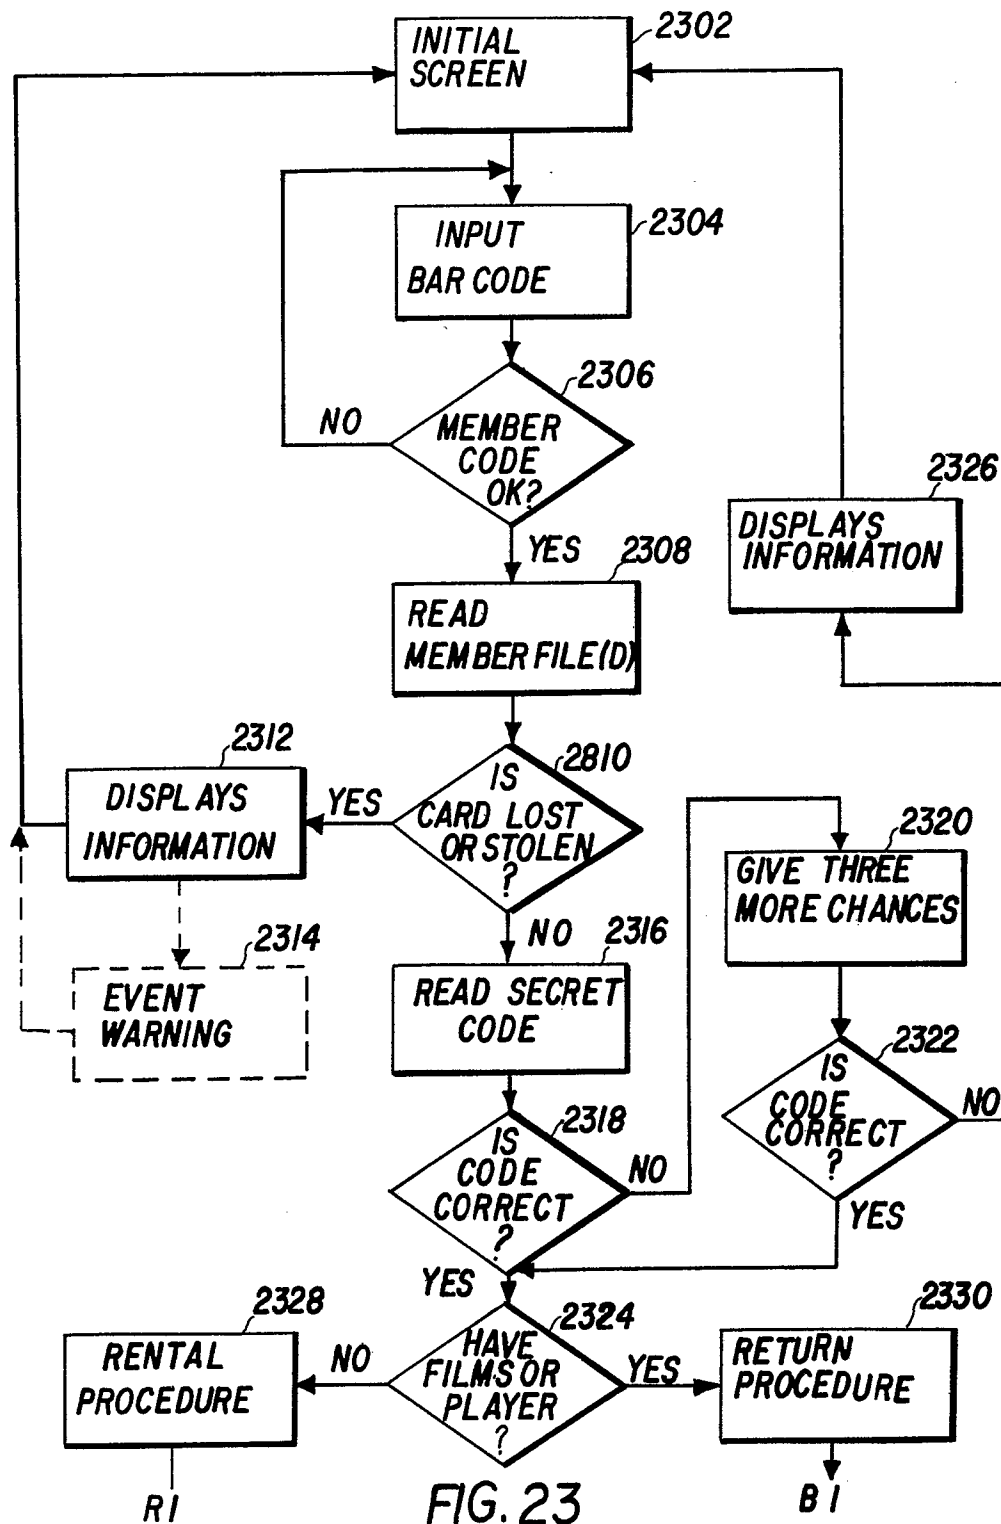 INITIAL
SCREEN
2302
INPUT
BAR CODE
2304
MEMBER
CODE
OK?
2306
NO
YES
READ
MEMBER FILE(D)
2308
DISPLAYS
INFORMATION
2326
IS
CARD LOST
OR STOLEN
?
2810
YES
NO
DISPLAYS
INFORMATION
2312
EVENT
WARNING
2314
READ SECRET
CODE
2316
GIVE THREE
MORE CHANCES
2320
IS
CODE
CORRECT
?
2318
NO
YES
IS
CODE
CORRECT
?
2322
NO
YES
HAVE
FILMS OR
PLAYER
?
2324
NO
YES
RENTAL
PROCEDURE
2328
RETURN
PROCEDURE
2330
R1
FIG. 23
B1